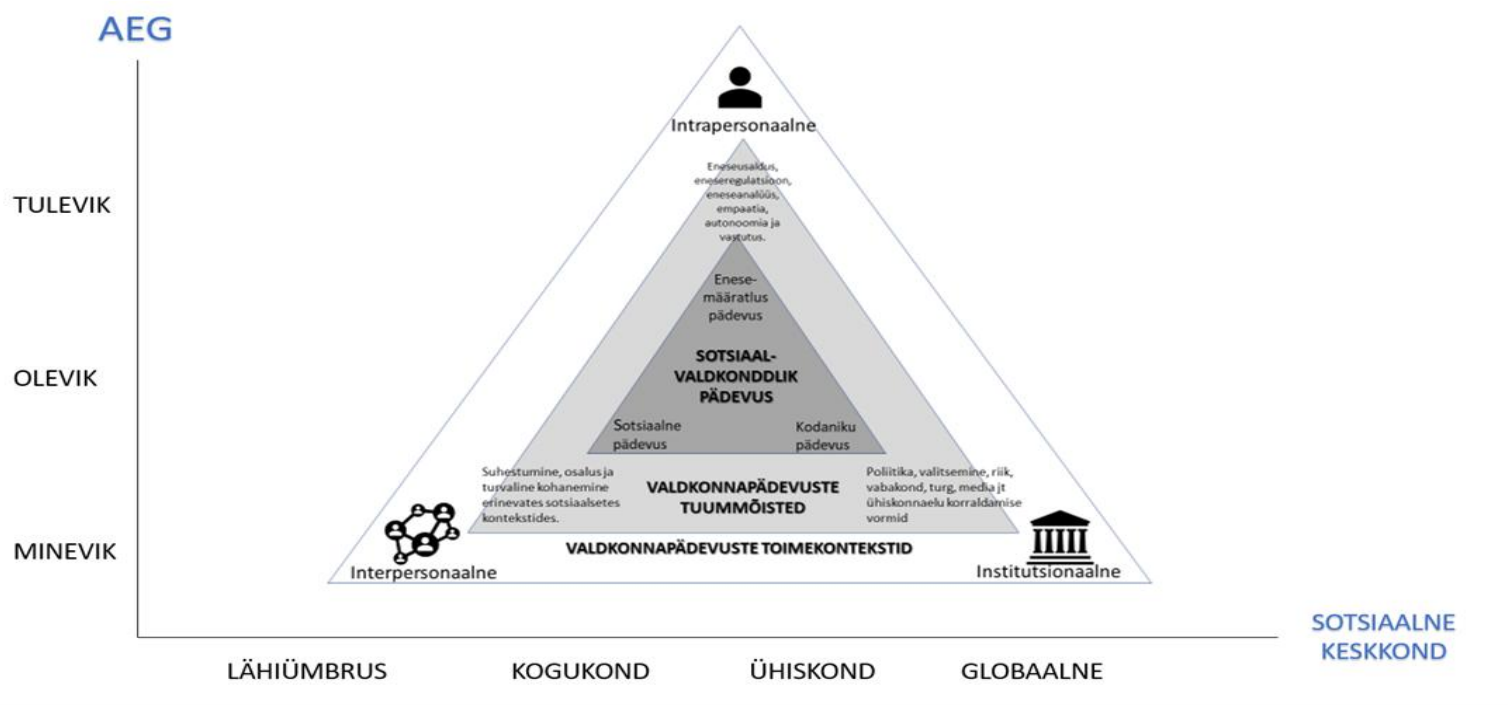 AEG
TULEVIK
OLEVIK
MINEVIK
Intrapersonaalne
Eneseusaldus,
eneseregulatsioon,
eneseanalüüs,
empaatia,
autonoomia ja
vastutus.
Enese-
määratlus
pädevus
SOTSIAAL-
VALDKONDDLIK
PÄDEVUS
Sotsiaalne
pädevus
Kodaniku
pädevus
Suhestumine, osalus ja
turvaline kohanemine
erinevates sotsiaalsetes
kontekstides.
VALDKONNAPÄDEVUSTE
TUUMMÕISTED
Poliitika, valitsemine, riik,
vabakond, turg, media jt
ühiskonnaelu korraldamise
vormid
VALDKONNAPÄDEVUSTE TOIMEKONTEKSTID
Interpersonaalne
Institutsionaalne
LÄHIÜMBRUS
KOGUKOND
ÜHISKOND
GLOBAALNE
SOTSIAALNE
KESKKOND